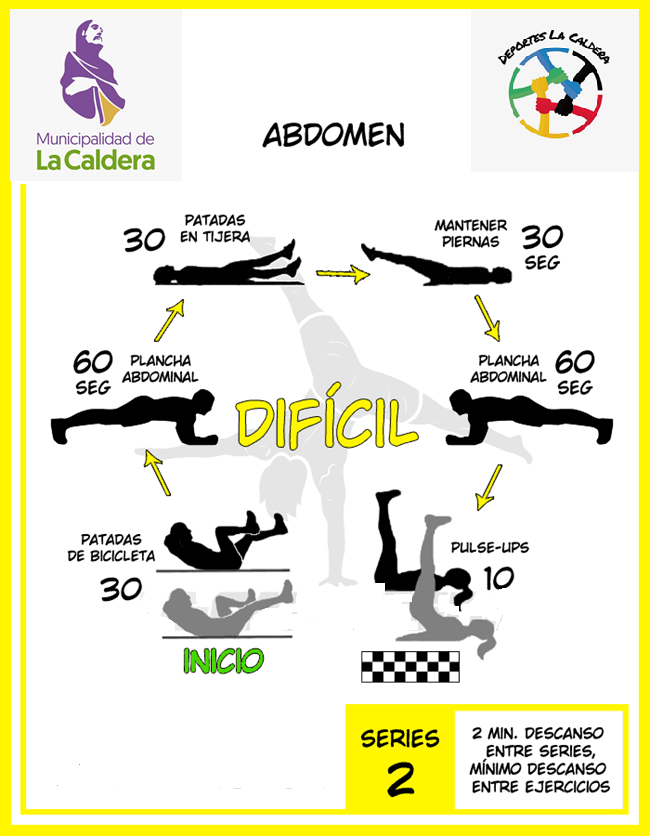 Municipalidad de
La Caldera
DEPORTES LA CALDERA
ABDOMEN
30
PATADAS
EN TIJERA
MANTENER
PIERNAS
30
SEG
60
SEG
PLANCHA
ABDOMINAL
PLANCHA
ABDOMINAL
60
SEG
DIFÍCIL
PATADAS
DE BICICLETA
30
PULSE-UPS
10
INICIO
SERIES
2
2 MIN. DESCANSO
ENTRE SERIES,
MÍNIMO DESCANSO
ENTRE EJERCICIOS